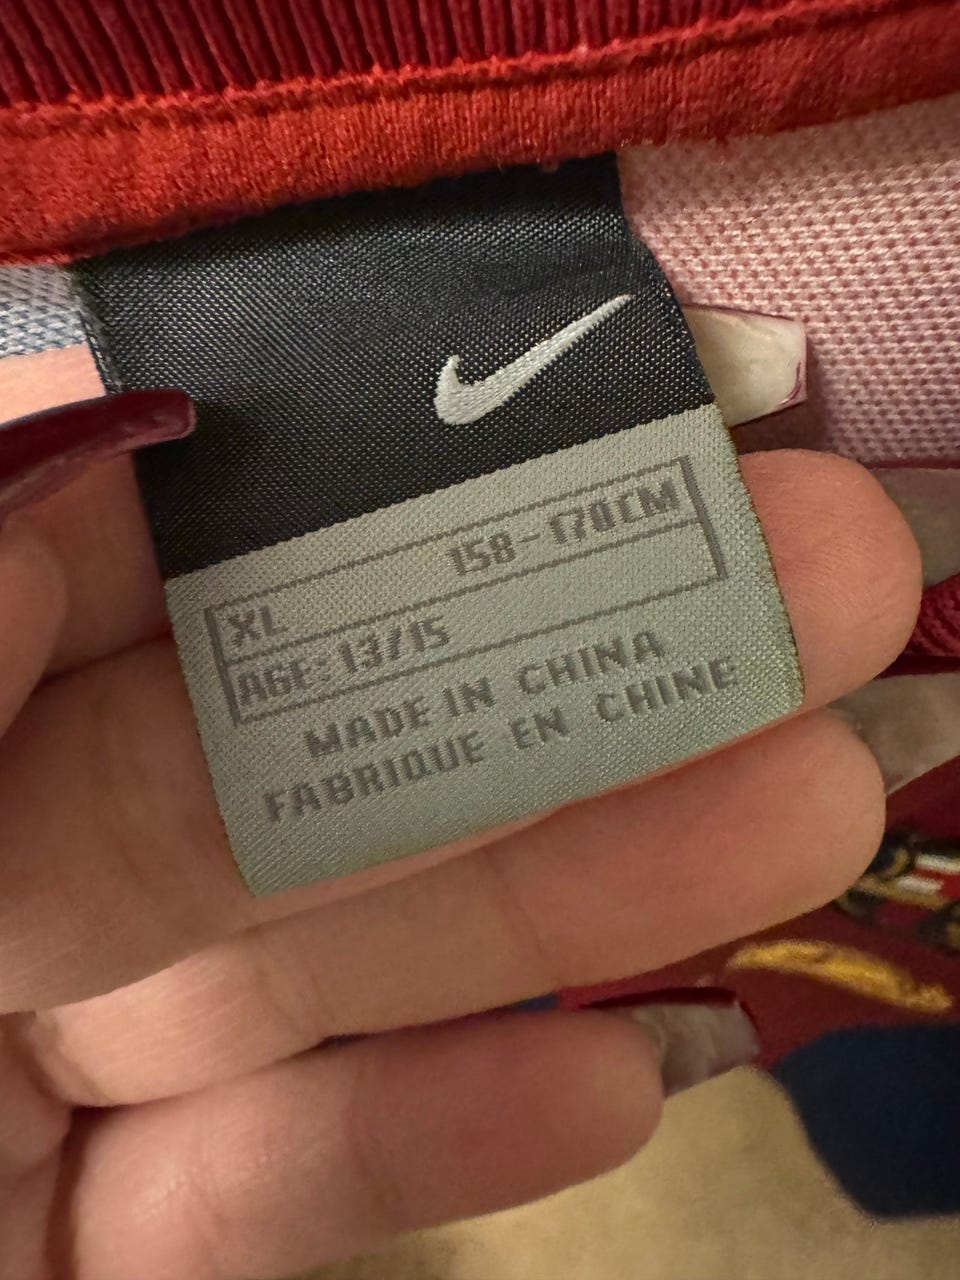 XL 158-170CM
AGE: 13/15
MADE IN CHINA
FABRIQUE EN CHINE